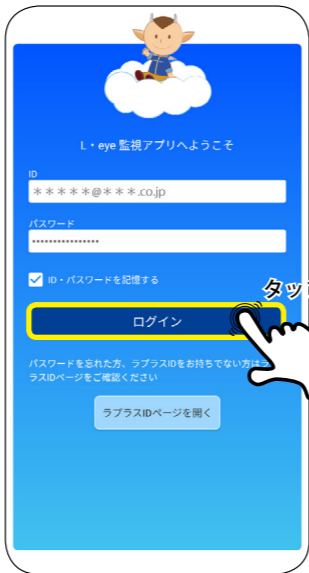 L・eye 監視アプリへようこそ
ID
＊＊＊＊＊@＊＊＊.co.jp
パスワード
••••••••••••••••
ID・パスワードを記憶する
タッ
ログイン
パスワードを忘れた方、ラプラスIDをお持ちでない方はラプ
ラスIDページをご確認ください
ラプラスIDページを開く